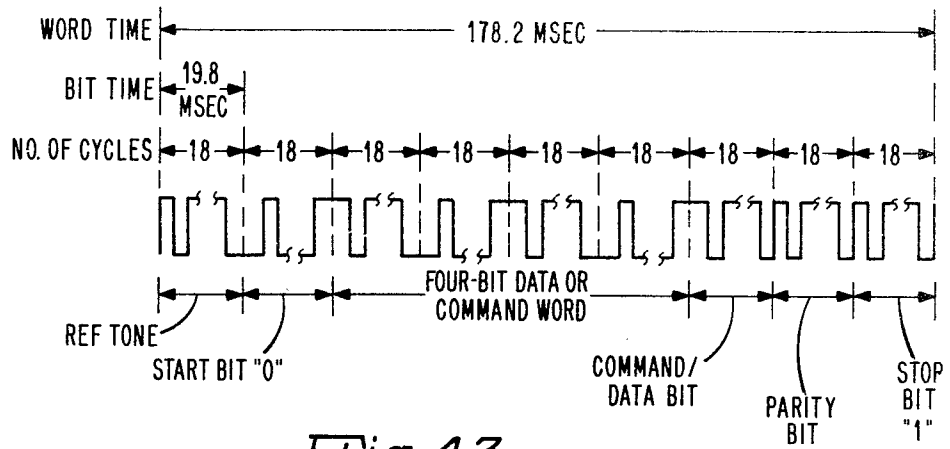 WORD TIME
178.2 MSEC
BIT TIME
19.8
MSEC
NO. OF CYCLES
18 18 18 18 18 18 18 18 18
REF TONE
START BIT "0"
FOUR-BIT DATA OR
COMMAND WORD
COMMAND/
DATA BIT
PARITY
BIT
STOP
BIT
"1"